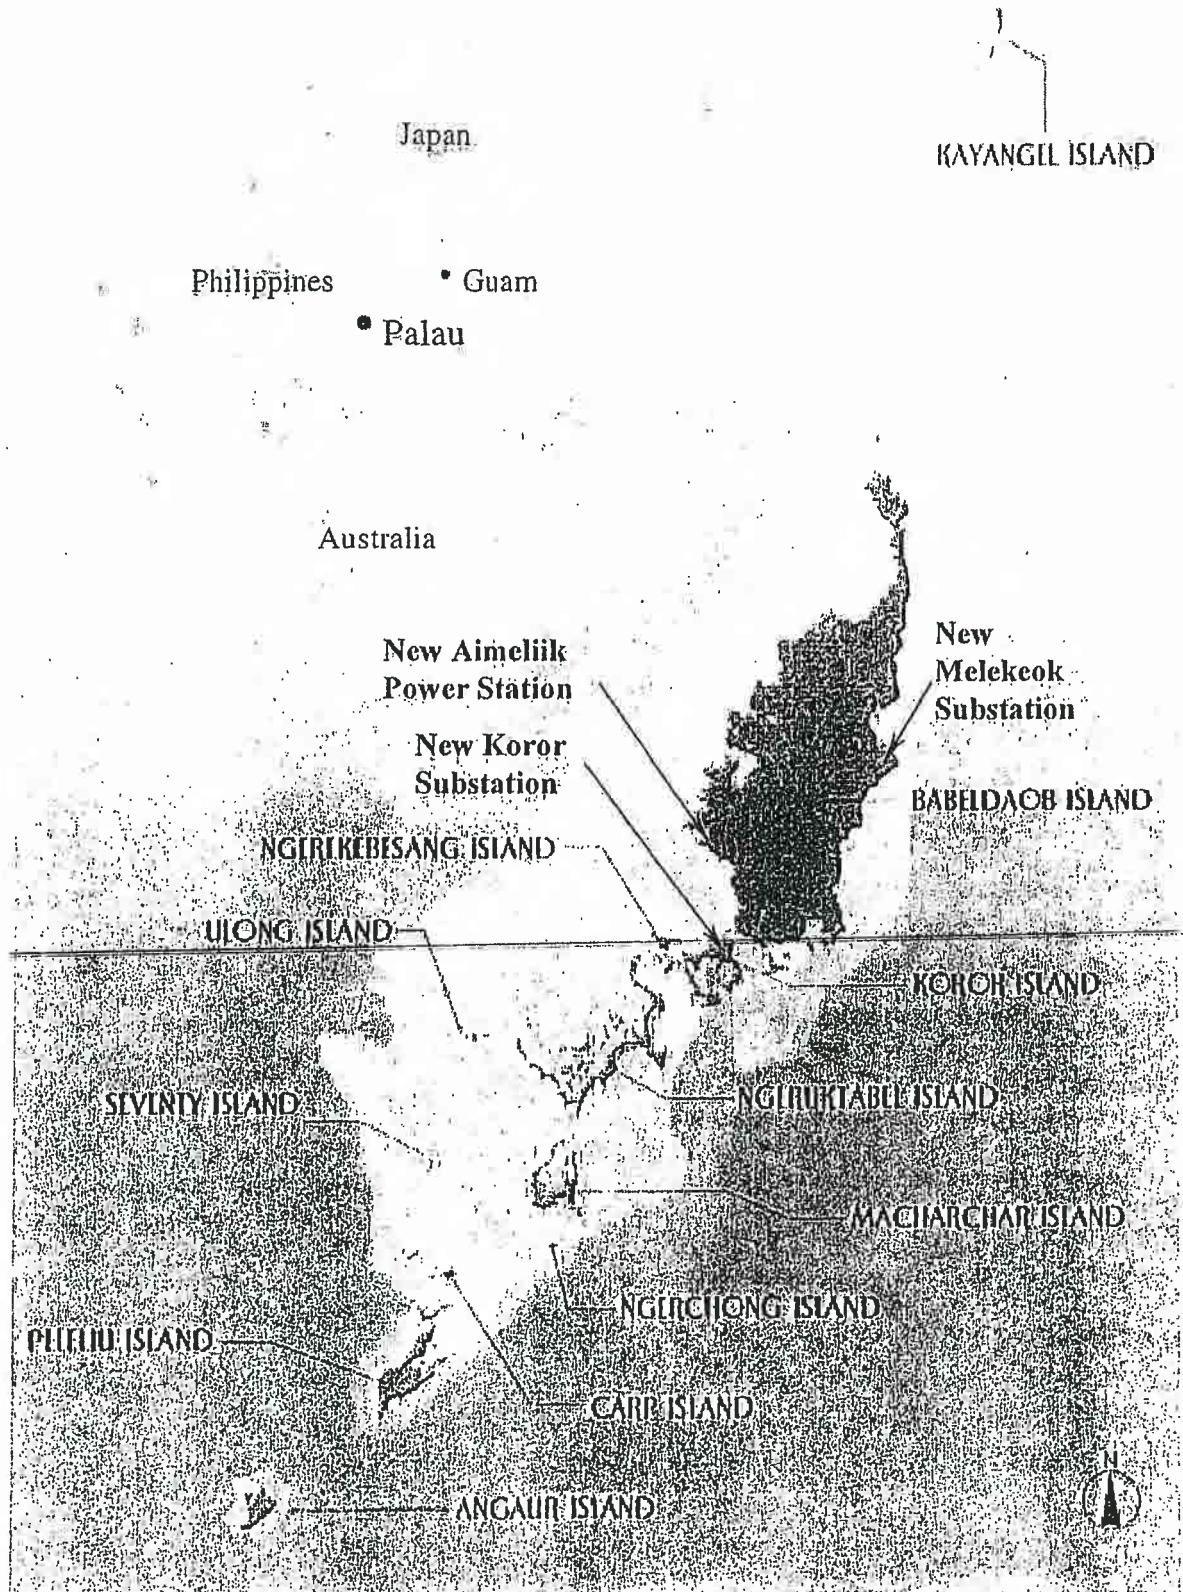 Japan
KAYANGEL ISLAND
Philippines
Guam
Palau
Australia
New Aimeliik
Power Station
New
Melekeok
Substation
New Koror
Substation
BABELDAOB ISLAND
NGEREKEBESANG ISLAND
ULONG ISLAND
KOROR ISLAND
SEVENTY ISLAND
NGERUKTABEL ISLAND
MACHARCHAR ISLAND
NGERCHONG ISLAND
PELELIU ISLAND
CARP ISLAND
N
ANGAUR ISLAND